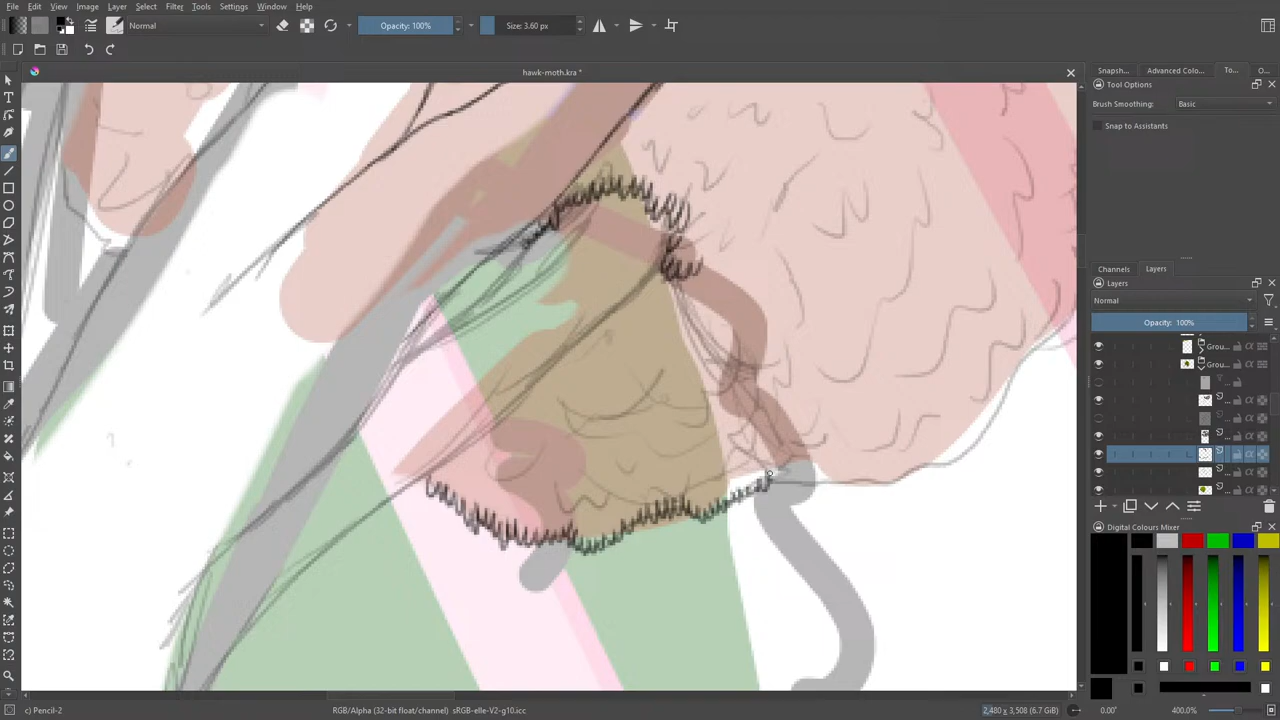 File Edit View Image Layer Select Filter Tools Settings Window Help
Normal
Opacity: 100%
Size: 3.60 px
hawk-moth.kra *
Snapsh... Advanced Colo... To... O...
Tool Options
Brush Smoothing: Basic
Snap to Assistants
Channels Layers
Layers
Normal
Opacity: 100%
Grou...
Grou...
Digital Colours Mixer
c) Pencil-2
RGB/Alpha (32-bit float/channel) sRGB-elle-V2-g10.icc
2,480 x 3,508 (6.7 GiB)
0.00°
400.0%